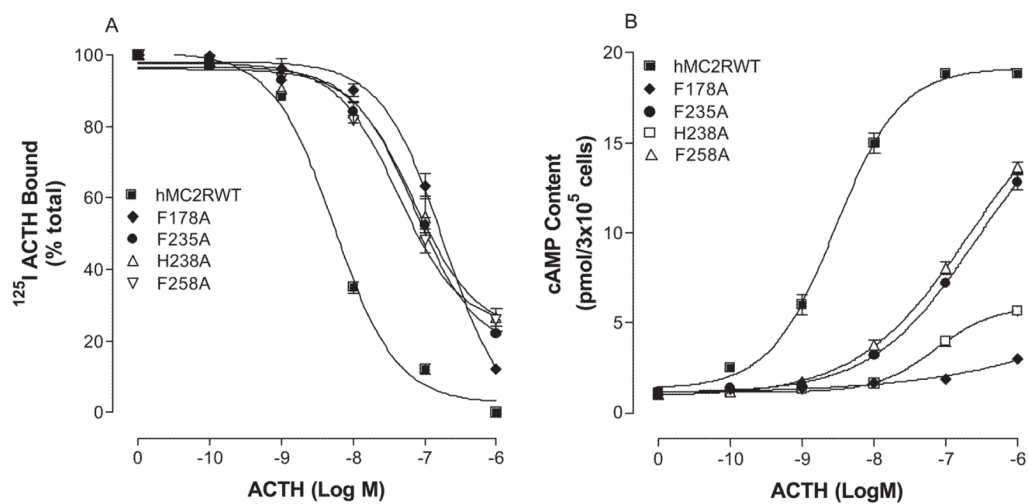 A
100
80
60
40
20
0
¹²⁵I ACTH Bound
(% total)
hMC2RWT
F178A
F235A
H238A
F258A
0 -10 -9 -8 -7 -6
ACTH (Log M)
B
20
15
10
5
0
cAMP Content
(pmol/3x10⁵ cells)
hMC2RWT
F178A
F235A
H238A
F258A
0 -10 -9 -8 -7 -6
ACTH (LogM)